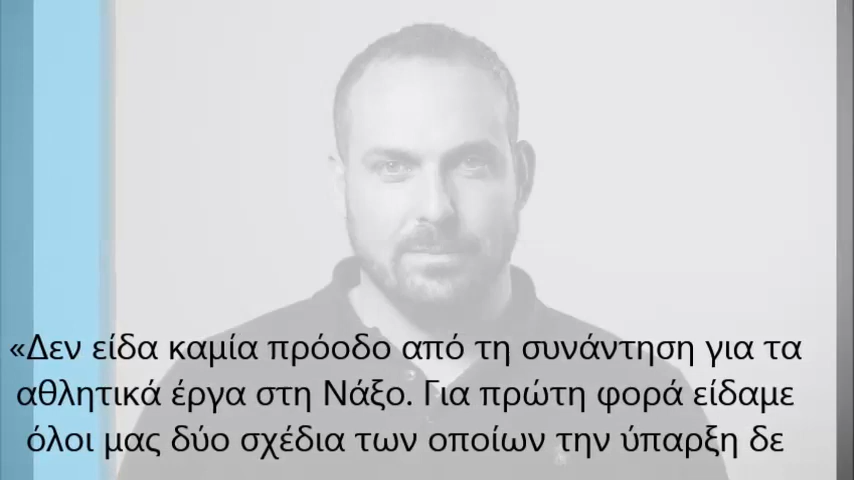 «Δεν είδα καμία πρόοδο από τη συνάντηση για τα
αθλητικά έργα στη Νάξο. Για πρώτη φορά είδαμε
όλοι μας δύο σχέδια των οποίων την ύπαρξη δε